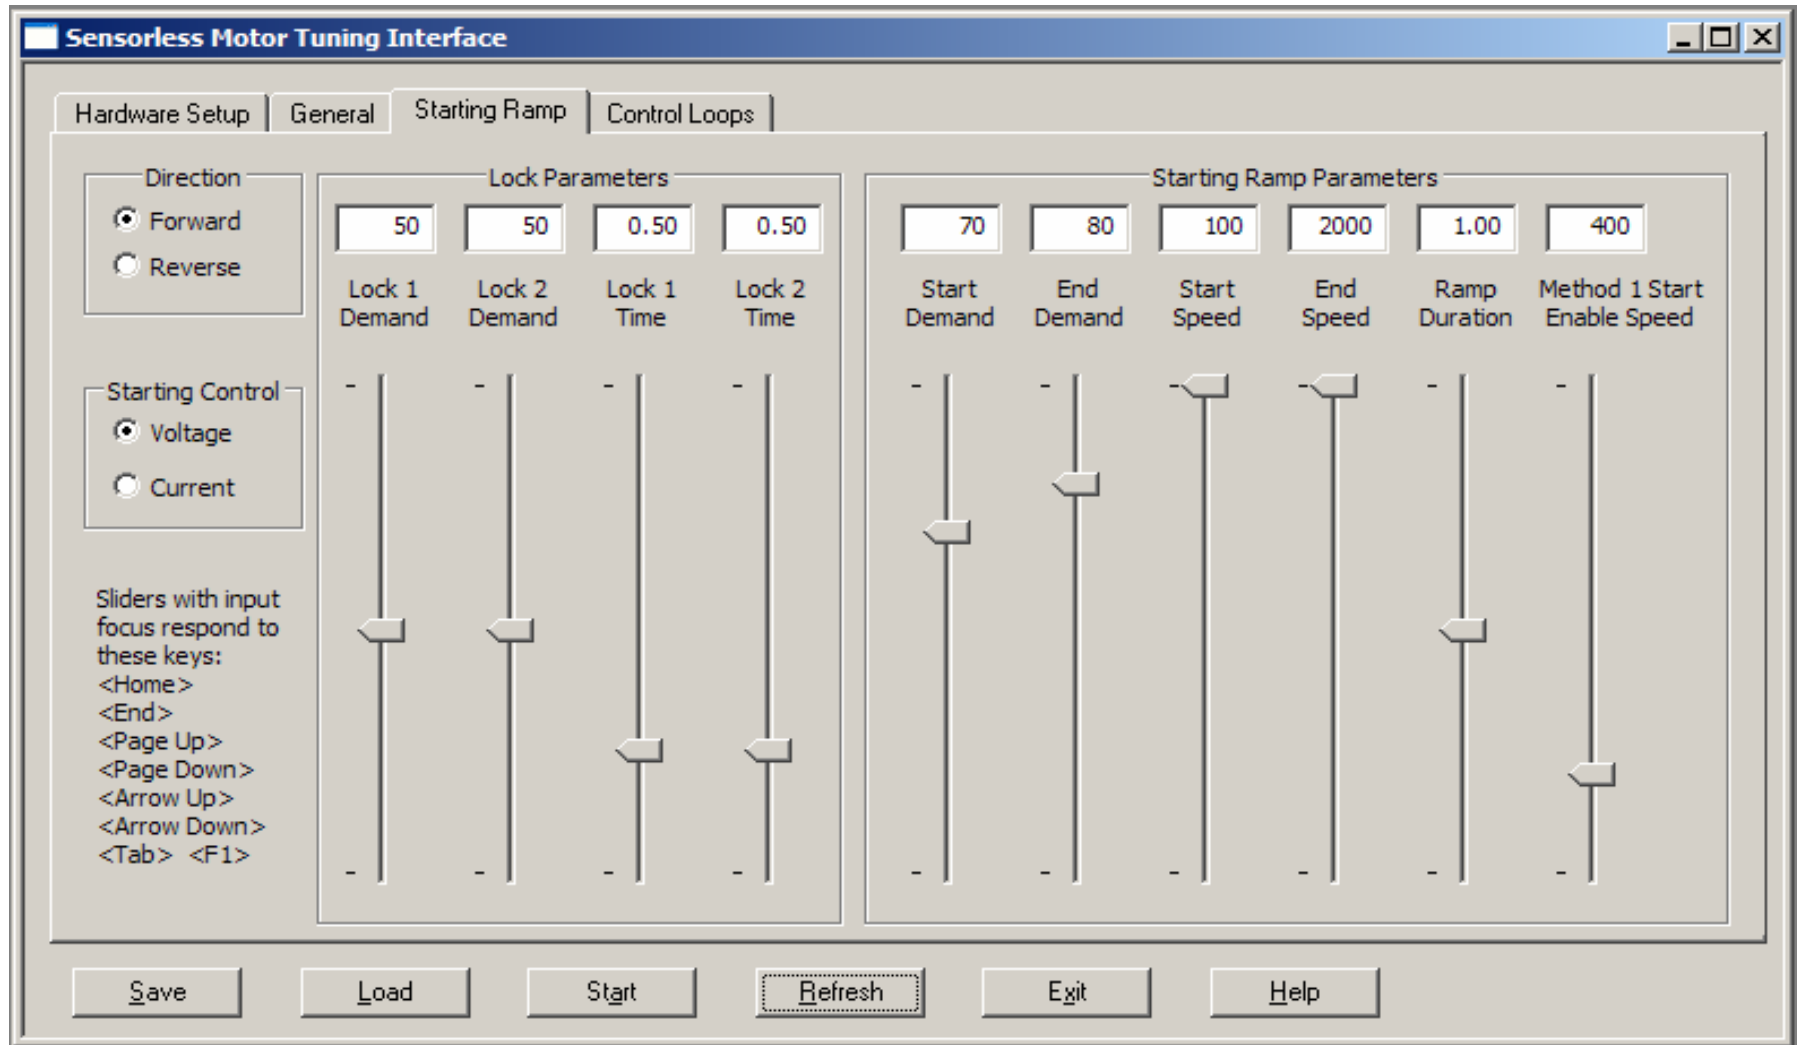 Sensorless Motor Tuning Interface
Hardware Setup
General
Starting Ramp
Control Loops
Direction
Forward
Reverse
Starting Control
Voltage
Current
Sliders with input
focus respond to
these keys:
<Home>
<End>
<Page Up>
<Page Down>
<Arrow Up>
<Arrow Down>
<Tab> <F1>
Lock Parameters
50
50
0.50
0.50
Lock 1
Demand
Lock 2
Demand
Lock 1
Time
Lock 2
Time
Starting Ramp Parameters
70
80
100
2000
1.00
400
Start
Demand
End
Demand
Start
Speed
End
Speed
Ramp
Duration
Method 1 Start
Enable Speed
Save
Load
Start
Refresh
Exit
Help